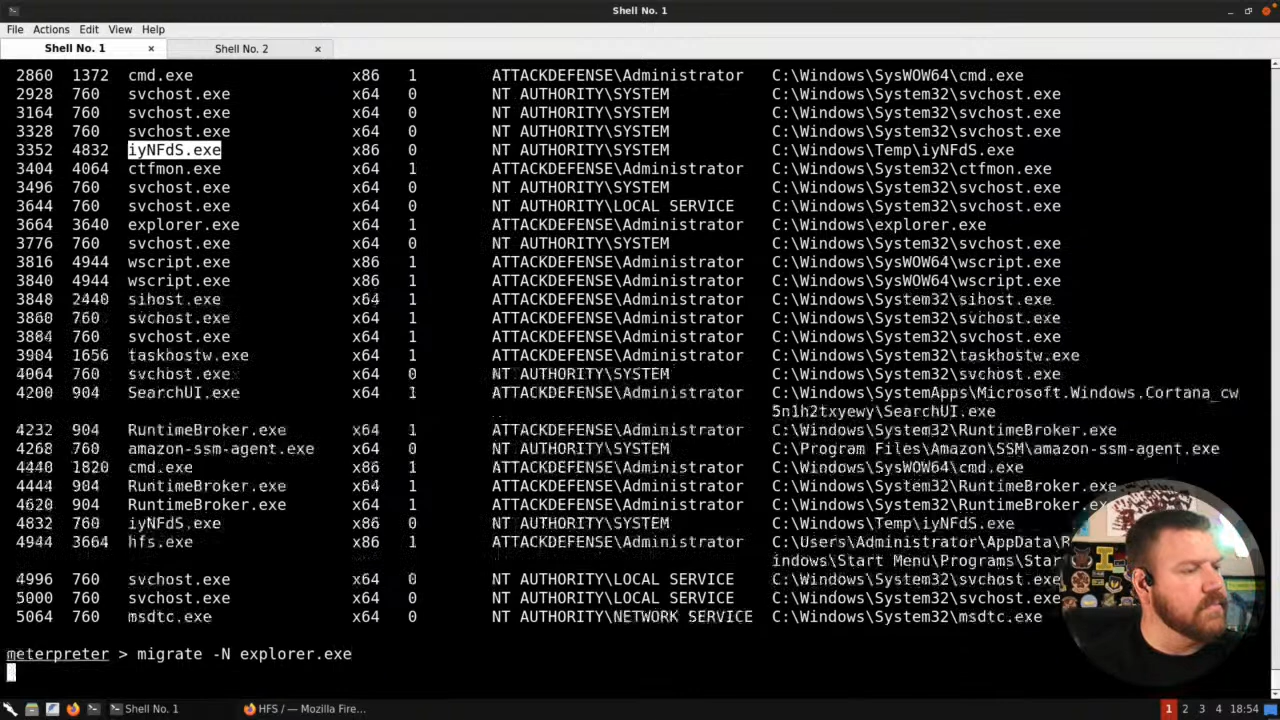 Shell No. 1
File Actions Edit View Help
Shell No. 1 × Shell No. 2 ×
2860 1372 cmd.exe x86 1 ATTACKDEFENSE\Administrator C:\Windows\SysWOW64\cmd.exe
2928 760 svchost.exe x64 0 NT AUTHORITY\SYSTEM C:\Windows\System32\svchost.exe
3164 760 svchost.exe x64 0 NT AUTHORITY\SYSTEM C:\Windows\System32\svchost.exe
3328 760 svchost.exe x64 0 NT AUTHORITY\SYSTEM C:\Windows\System32\svchost.exe
3352 4832 iyNFdS.exe x86 0 NT AUTHORITY\SYSTEM C:\Windows\Temp\iyNFdS.exe
3404 4064 ctfmon.exe x64 1 ATTACKDEFENSE\Administrator C:\Windows\System32\ctfmon.exe
3496 760 svchost.exe x64 0 NT AUTHORITY\SYSTEM C:\Windows\System32\svchost.exe
3644 760 svchost.exe x64 0 NT AUTHORITY\LOCAL SERVICE C:\Windows\System32\svchost.exe
3664 3640 explorer.exe x64 1 ATTACKDEFENSE\Administrator C:\Windows\explorer.exe
3776 760 svchost.exe x64 0 NT AUTHORITY\SYSTEM C:\Windows\System32\svchost.exe
3816 4944 wscript.exe x86 1 ATTACKDEFENSE\Administrator C:\Windows\SysWOW64\wscript.exe
3840 4944 wscript.exe x86 1 ATTACKDEFENSE\Administrator C:\Windows\SysWOW64\wscript.exe
3848 2440 sihost.exe x64 1 ATTACKDEFENSE\Administrator C:\Windows\System32\sihost.exe
3860 760 svchost.exe x64 1 ATTACKDEFENSE\Administrator C:\Windows\System32\svchost.exe
3884 760 svchost.exe x64 1 ATTACKDEFENSE\Administrator C:\Windows\System32\svchost.exe
3904 1656 taskhostw.exe x64 1 ATTACKDEFENSE\Administrator C:\Windows\System32\taskhostw.exe
4064 760 svchost.exe x64 0 NT AUTHORITY\SYSTEM C:\Windows\System32\svchost.exe
4200 904 SearchUI.exe x64 1 ATTACKDEFENSE\Administrator C:\Windows\SystemApps\Microsoft.Windows.Cortana_cw
5n1h2txyewy\SearchUI.exe
4232 904 RuntimeBroker.exe x64 1 ATTACKDEFENSE\Administrator C:\Windows\System32\RuntimeBroker.exe
4268 760 amazon-ssm-agent.exe x64 0 NT AUTHORITY\SYSTEM C:\Program Files\Amazon\SSM\amazon-ssm-agent.exe
4440 1820 cmd.exe x86 1 ATTACKDEFENSE\Administrator C:\Windows\SysWOW64\cmd.exe
4444 904 RuntimeBroker.exe x64 1 ATTACKDEFENSE\Administrator C:\Windows\System32\RuntimeBroker.exe
4620 904 RuntimeBroker.exe x64 1 ATTACKDEFENSE\Administrator C:\Windows\System32\RuntimeBroker.exe
4832 760 iyNFdS.exe x86 0 NT AUTHORITY\SYSTEM C:\Windows\Temp\iyNFdS.exe
4944 3664 hfs.exe x86 1 ATTACKDEFENSE\Administrator C:\Users\Administrator\AppData\R
indows\Start Menu\Programs\Star
4996 760 svchost.exe x64 0 NT AUTHORITY\LOCAL SERVICE C:\Windows\System32\svchost.exe
5000 760 svchost.exe x64 0 NT AUTHORITY\LOCAL SERVICE C:\Windows\System32\svchost.exe
5064 760 msdtc.exe x64 0 NT AUTHORITY\NETWORK SERVICE C:\Windows\System32\msdtc.exe
meterpreter > migrate -N explorer.exe
Shell No. 1 HFS / — Mozilla Fire... 1 2 3 4 18:54